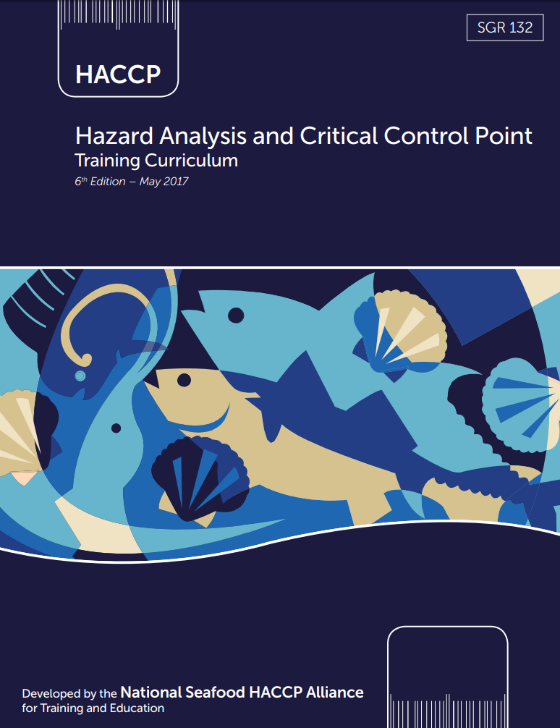 SGR 132
HACCP
Hazard Analysis and Critical Control Point
Training Curriculum
6th Edition – May 2017
Developed by the National Seafood HACCP Alliance
for Training and Education